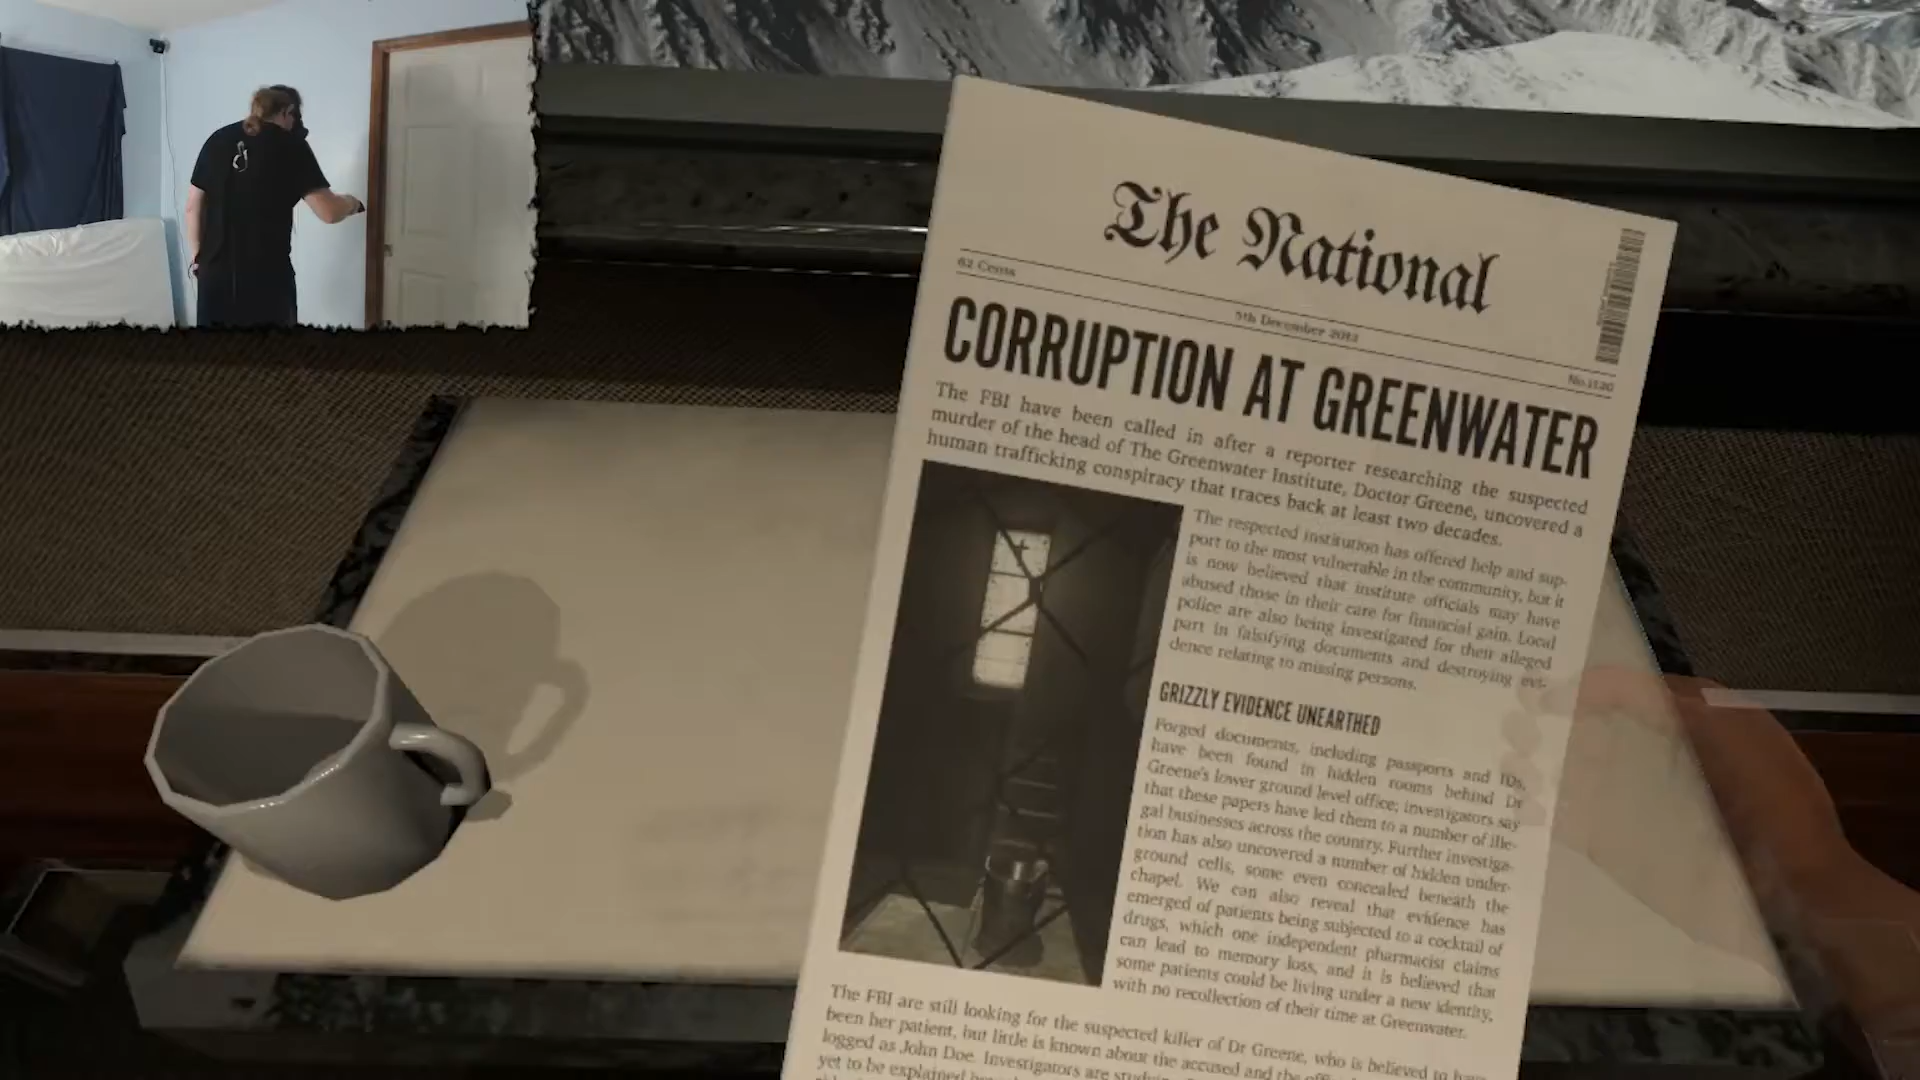 The National
62 Cents
5th December 2013
No.1120
CORRUPTION AT GREENWATER
The FBI have been called in after a reporter researching the suspected
murder of the head of The Greenwater Institute, Doctor Greene, uncovered a
human trafficking conspiracy that traces back at least two decades.
The respected institution has offered help and sup-
port to the most vulnerable in the community, but it
is now believed that institute officials may have
abused those in their care for financial gain. Local
police are also being investigated for their alleged
part in falsifying documents and destroying evi-
dence relating to missing persons.
GRIZZLY EVIDENCE UNEARTHED
Forged documents, including passports and IDs,
have been found in hidden rooms behind Dr
Greene's lower ground level office; investigators say
that these papers have led them to a number of ille-
gal businesses across the country. Further investiga-
tion has also uncovered a number of hidden under-
ground cells, some even concealed beneath the
chapel. We can also reveal that evidence has
emerged of patients being subjected to a cocktail of
drugs, which one independent pharmacist claims
can lead to memory loss, and it is believed that
some patients could be living under a new identity,
with no recollection of their time at Greenwater.
The FBI are still looking for the suspected killer of Dr Greene, who is believed to have
been her patient, but little is known about the accused and the
logged as John Doe. Investigators are
yet to be explained